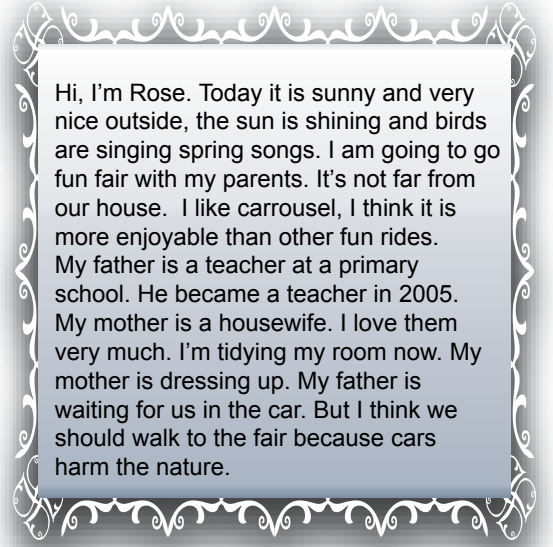 Hi, I'm Rose. Today it is sunny and very
nice outside, the sun is shining and birds
are singing spring songs. I am going to go
fun fair with my parents. It's not far from
our house.  I like carrousel, I think it is
more enjoyable than other fun rides.
My father is a teacher at a primary
school. He became a teacher in 2005.
My mother is a housewife. I love them
very much. I'm tidying my room now. My
mother is dressing up. My father is
waiting for us in the car. But I think we
should walk to the fair because cars
harm the nature.